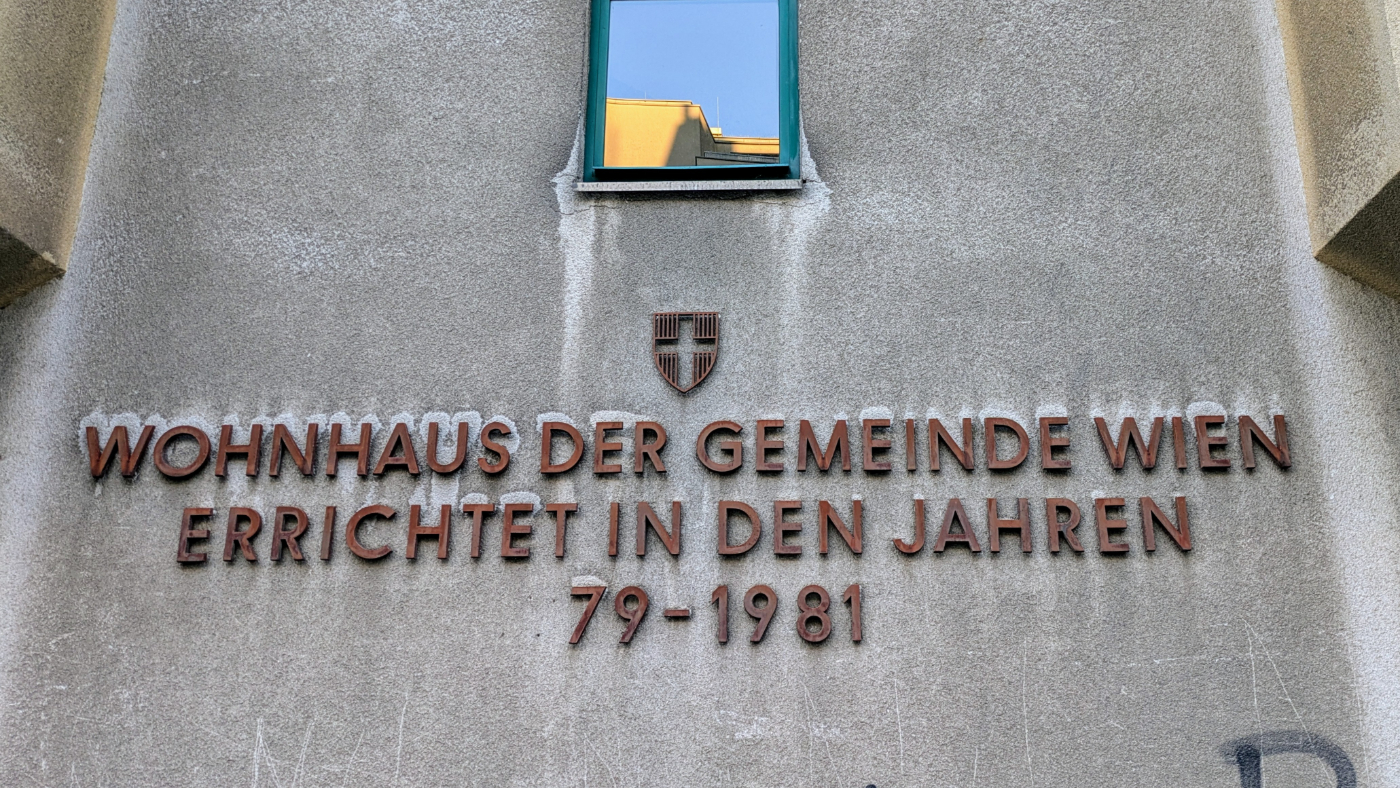 WOHNHAUS DER GEMEINDE WIEN
ERRICHTET IN DEN JAHREN
79-1981